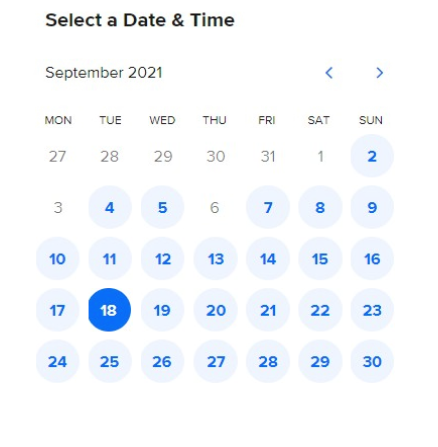 Select a Date & Time
September 2021
MON TUE WED THU FRI SAT SUN
27 28 29 30 31 1 2
3 4 5 6 7 8 9
10 11 12 13 14 15 16
17 18 19 20 21 22 23
24 25 26 27 28 29 30